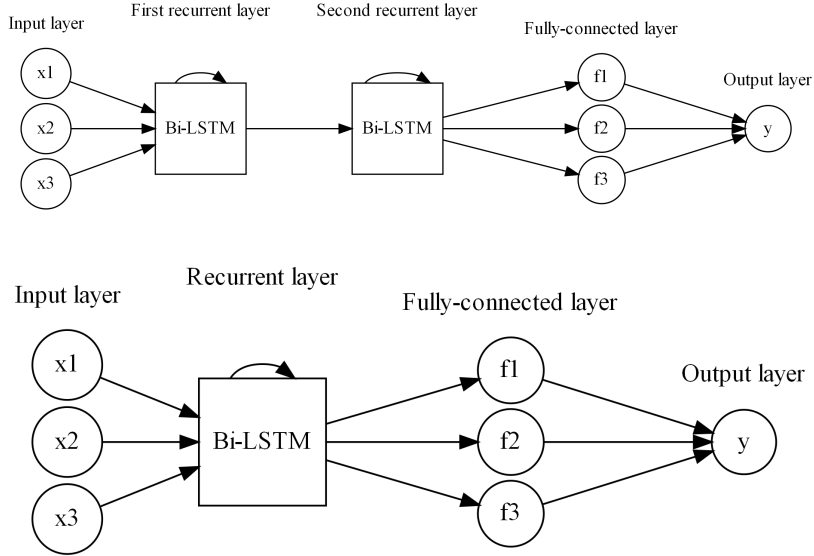 First recurrent layer
Second recurrent layer
Input layer
Fully-connected layer
x1
f1
Output layer
x2
Bi-LSTM
Bi-LSTM
f2
y
x3
f3
Recurrent layer
Input layer
Fully-connected layer
x1
f1
Output layer
x2
Bi-LSTM
f2
y
x3
f3